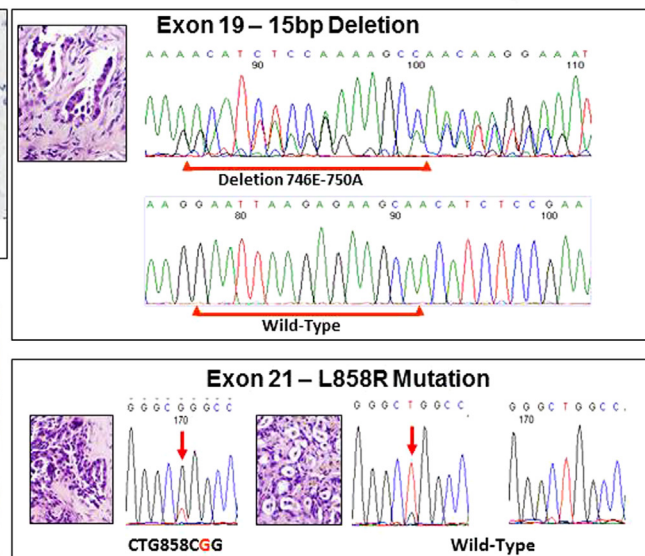 Exon 19 – 15bp Deletion
A A A A C A T C T C C A A A A G C C A A C A A G G A A A T
90 100 110
Deletion 746E-750A
A A G G A A T T A A G A G A A G C A A C A T C T C C G A A
80 90 100
Wild-Type
Exon 21 – L858R Mutation
G G G C G G G C C
170
G G G C T G G C C
G G G C T G G C C .
170
CTG858CGG
Wild-Type